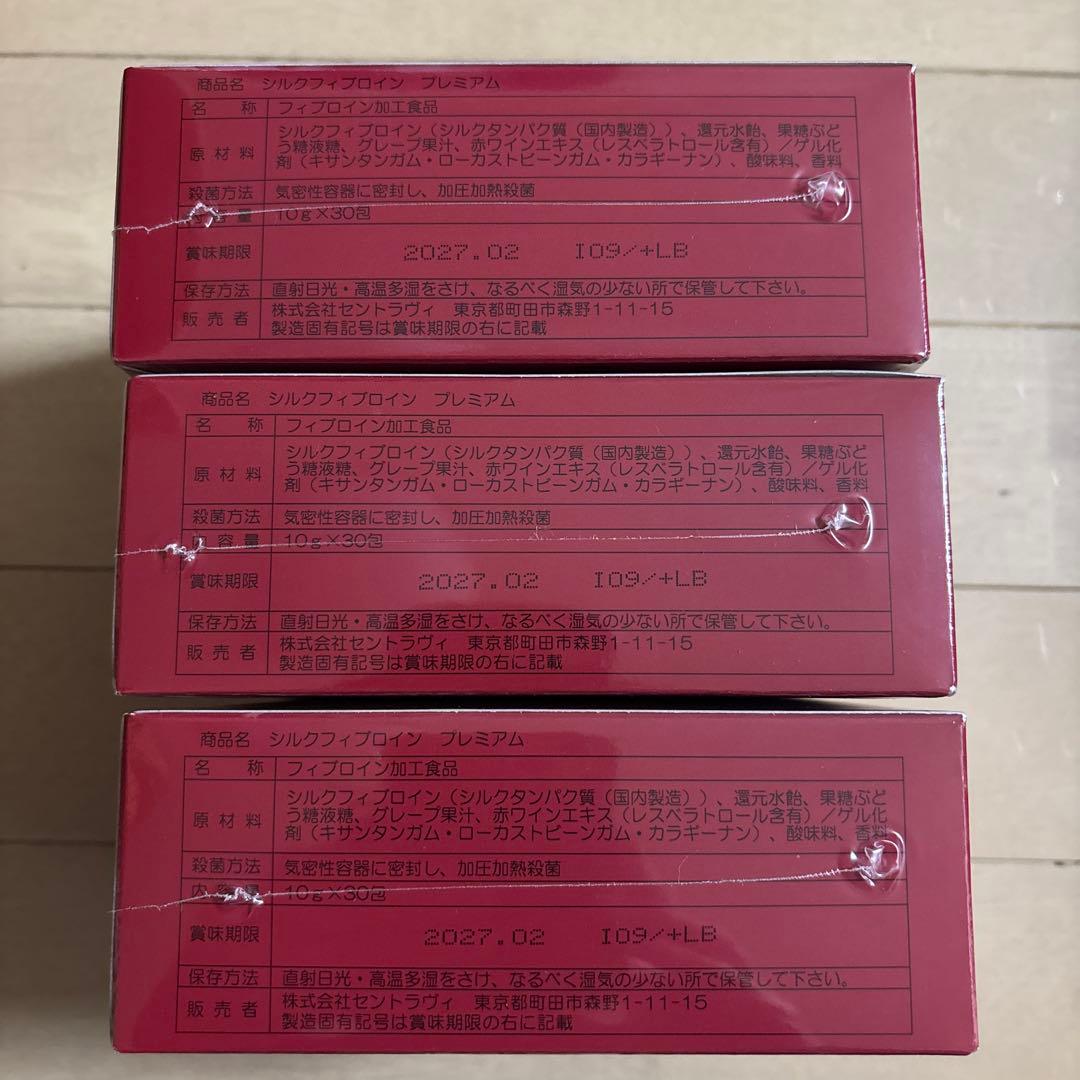 商品名 シルクフィブロイン プレミアム
名 称 フィブロイン加工食品
原材料 シルクフィブロイン（シルクタンパク質（国内製造））、還元水飴、果糖ぶど
う糖液糖、グレープ果汁、赤ワインエキス（レスベラトロール含有）／ゲル化
剤（キサンタンガム・ローカストビーンガム・カラギーナン）、酸味料、香料
殺菌方法 気密性容器に密封し、加圧加熱殺菌
内容量 10g×30包
賞味期限 2027.02 I09/+LB
保存方法 直射日光・高温多湿をさけ、なるべく湿気の少ない所で保管して下さい。
販売者 株式会社セントラヴィ 東京都町田市森野1-11-15
製造固有記号は賞味期限の右に記載
商品名 シルクフィブロイン プレミアム
名 称 フィブロイン加工食品
原材料 シルクフィブロイン（シルクタンパク質（国内製造））、還元水飴、果糖ぶど
う糖液糖、グレープ果汁、赤ワインエキス（レスベラトロール含有）／ゲル化
剤（キサンタンガム・ローカストビーンガム・カラギーナン）、酸味料、香料
殺菌方法 気密性容器に密封し、加圧加熱殺菌
内容量 10g×30包
賞味期限 2027.02 I09/+LB
保存方法 直射日光・高温多湿をさけ、なるべく湿気の少ない所で保管して下さい。
販売者 株式会社セントラヴィ 東京都町田市森野1-11-15
製造固有記号は賞味期限の右に記載
商品名 シルクフィブロイン プレミアム
名 称 フィブロイン加工食品
原材料 シルクフィブロイン（シルクタンパク質（国内製造））、還元水飴、果糖ぶど
う糖液糖、グレープ果汁、赤ワインエキス（レスベラトロール含有）／ゲル化
剤（キサンタンガム・ローカストビーンガム・カラギーナン）、酸味料、香料
殺菌方法 気密性容器に密封し、加圧加熱殺菌
内容量 10g×30包
賞味期限 2027.02 I09/+LB
保存方法 直射日光・高温多湿をさけ、なるべく湿気の少ない所で保管して下さい。
販売者 株式会社セントラヴィ 東京都町田市森野1-11-15
製造固有記号は賞味期限の右に記載